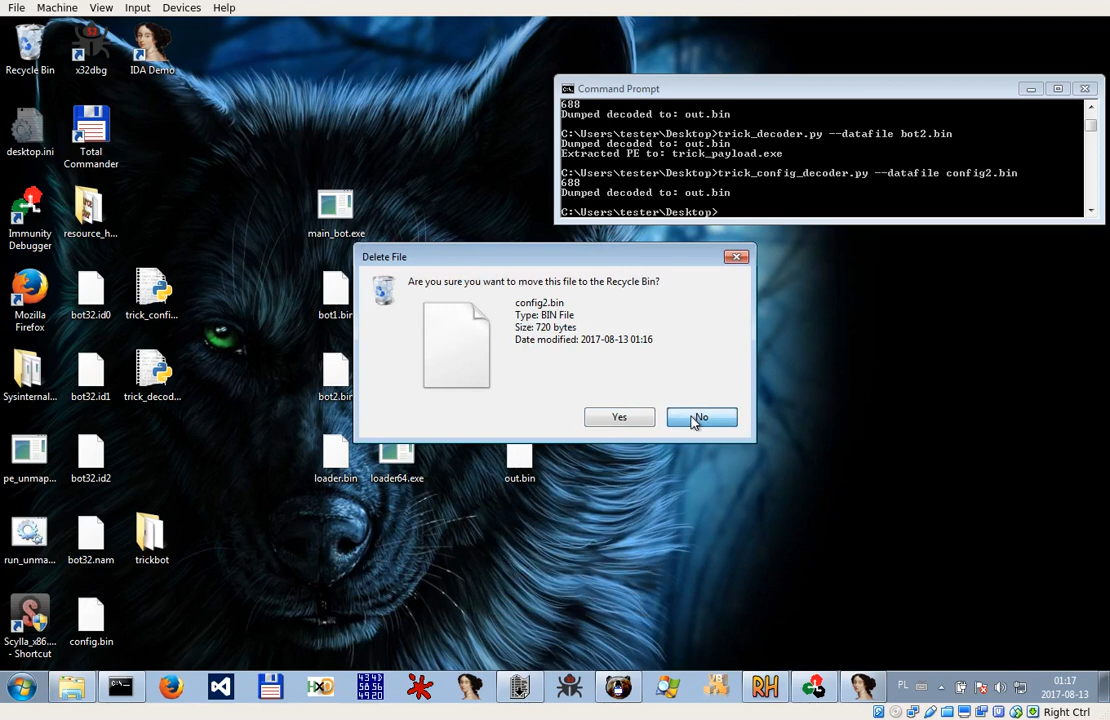 File Machine View Input Devices Help
Recycle Bin
x32dbg
IDA Demo
desktop.ini
Total
Commander
Immunity
Debugger
resource_h...
Mozilla
Firefox
bot32.id0
trick_confi...
Sysinternal...
bot32.id1
trick_decod...
pe_unmap...
bot32.id2
run_unma...
bot32.nam
trickbot
Scylla_x86....
- Shortcut
config.bin
main_bot.exe
bot1.bin
bot2.bin
loader.bin
loader64.exe
out.bin
Command Prompt
688
Dumped decoded to: out.bin
C:\Users\tester\Desktop>trick_decoder.py --datafile bot2.bin
Dumped decoded to: out.bin
Extracted PE to: trick_payload.exe
C:\Users\tester\Desktop>trick_config_decoder.py --datafile config2.bin
688
Dumped decoded to: out.bin
C:\Users\tester\Desktop>
Delete File
Are you sure you want to move this file to the Recycle Bin?
config2.bin
Type: BIN File
Size: 720 bytes
Date modified: 2017-08-13 01:16
Yes
No
PL
01:17
2017-08-13
Right Ctrl